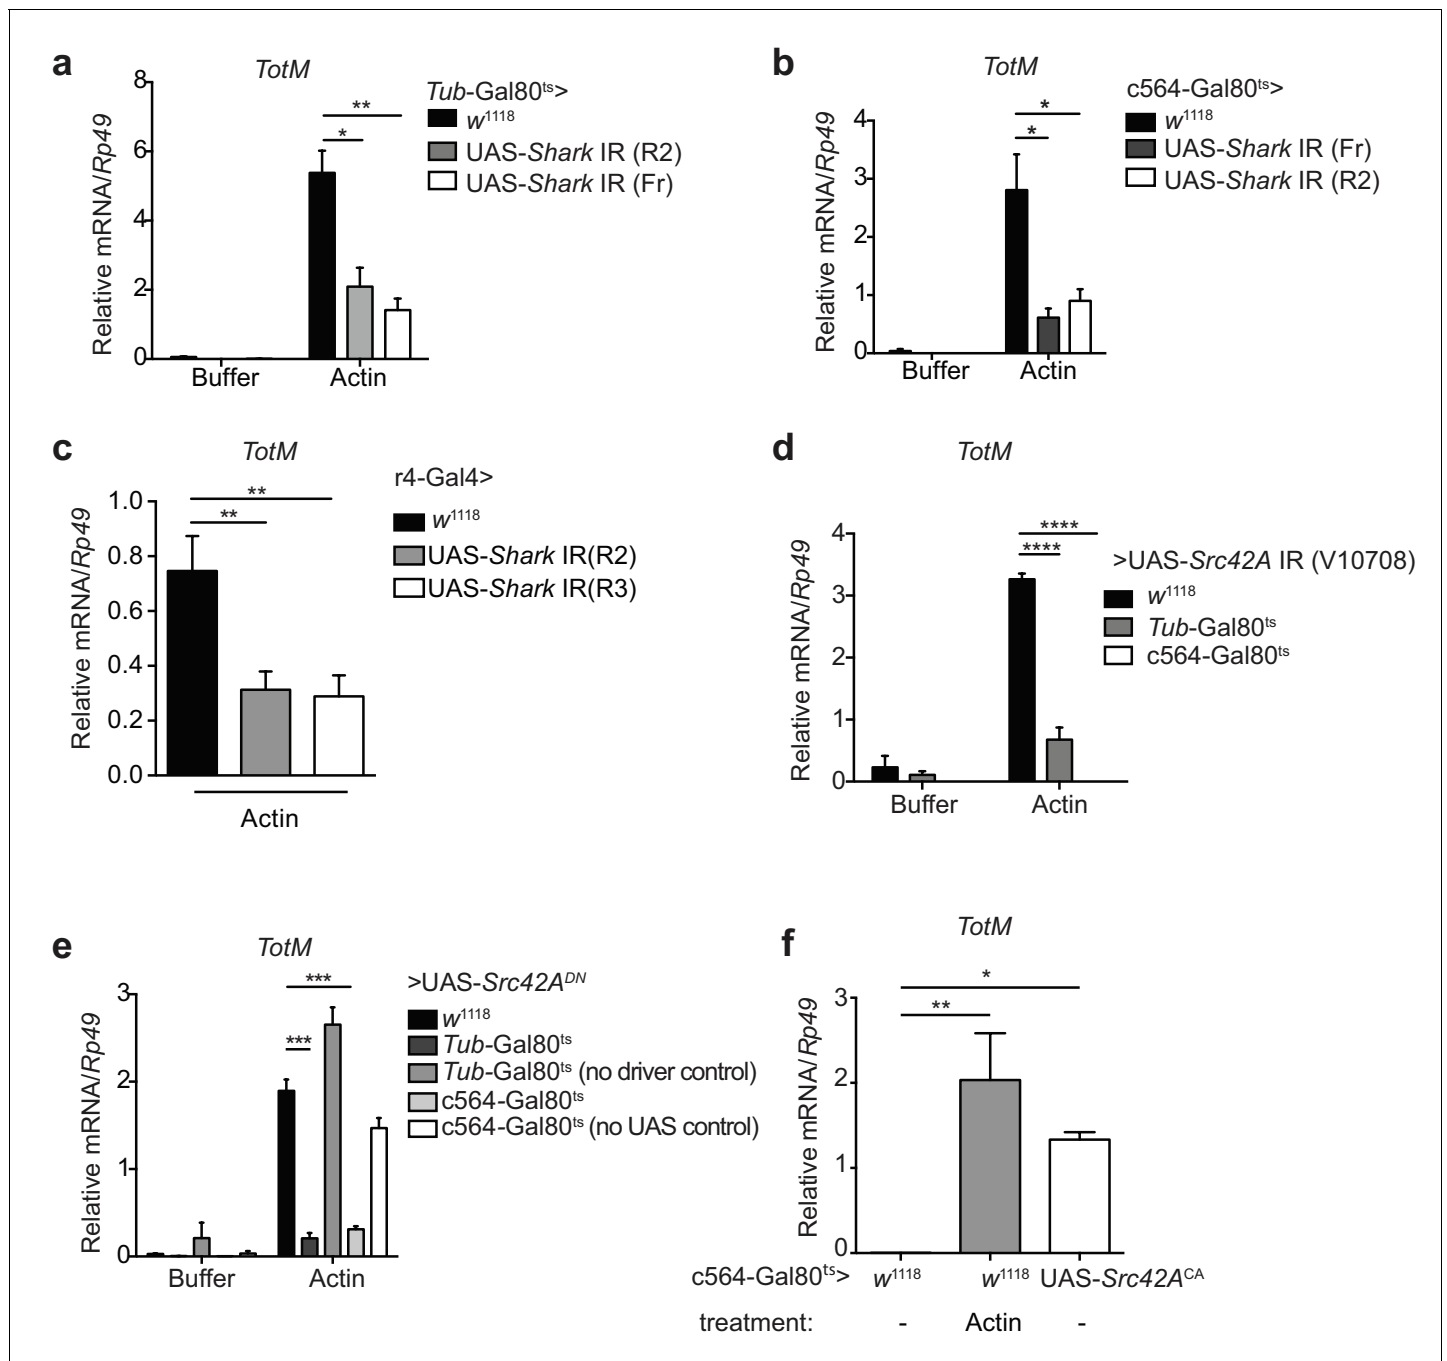 a
TotM
Tub-Gal80ts>
w1118
UAS-Shark IR (R2)
UAS-Shark IR (Fr)
**
*
Relative mRNA/Rp49
8
6
4
2
0
Buffer
Actin
b
TotM
c564-Gal80ts>
w1118
UAS-Shark IR (Fr)
UAS-Shark IR (R2)
*
*
Relative mRNA/Rp49
4
3
2
1
0
Buffer
Actin
c
TotM
r4-Gal4>
w1118
UAS-Shark IR(R2)
UAS-Shark IR(R3)
**
**
Relative mRNA/Rp49
1.0
0.8
0.6
0.4
0.2
0.0
Actin
d
TotM
>UAS-Src42A IR (V10708)
w1118
Tub-Gal80ts
c564-Gal80ts
****
****
Relative mRNA/Rp49
4
3
2
1
0
Buffer
Actin
e
TotM
>UAS-Src42ADN
w1118
Tub-Gal80ts
Tub-Gal80ts (no driver control)
c564-Gal80ts
c564-Gal80ts (no UAS control)
***
***
Relative mRNA/Rp49
3
2
1
0
Buffer
Actin
f
TotM
*
**
Relative mRNA/Rp49
3
2
1
0
c564-Gal80ts> w1118 w1118 UAS-Src42ACA
treatment: - Actin -